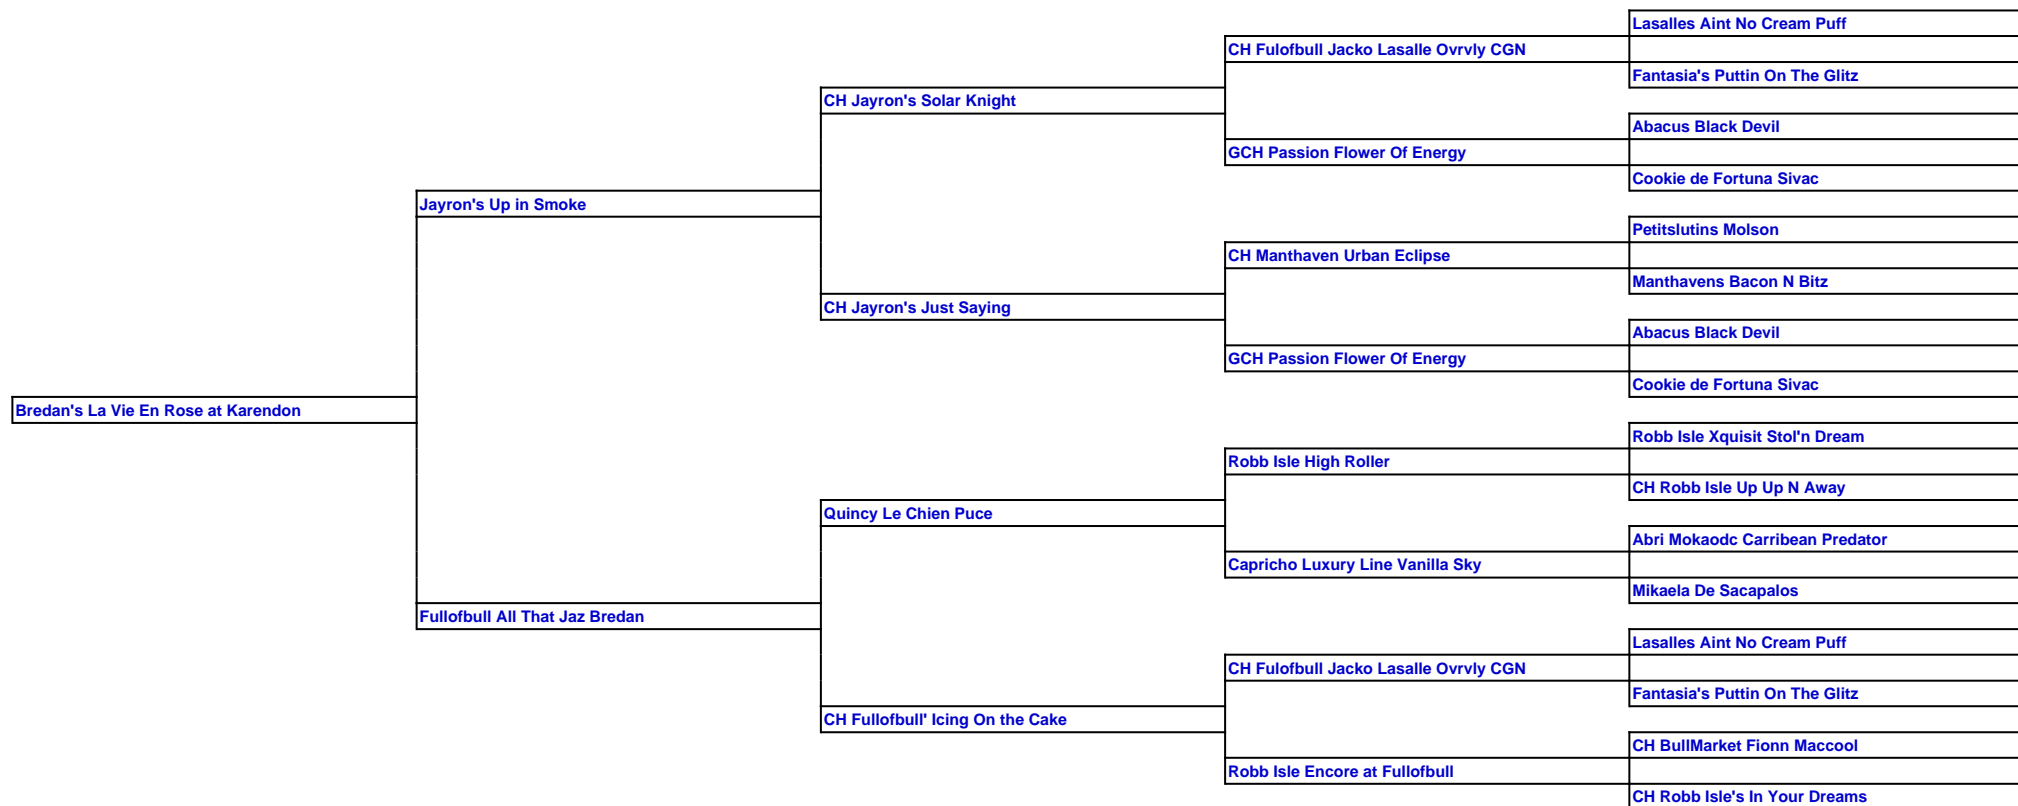 Lasalles Aint No Cream Puff
CH Fulofbull Jacko Lasalle Ovrvly CGN
Fantasia's Puttin On The Glitz
CH Jayron's Solar Knight
Abacus Black Devil
GCH Passion Flower Of Energy
Cookie de Fortuna Sivac
Jayron's Up in Smoke
Petitslutins Molson
CH Manthaven Urban Eclipse
Manthavens Bacon N Bitz
CH Jayron's Just Saying
Abacus Black Devil
GCH Passion Flower Of Energy
Cookie de Fortuna Sivac
Bredan's La Vie En Rose at Karendon
Robb Isle Xquisit Stol'n Dream
Robb Isle High Roller
CH Robb Isle Up Up N Away
Quincy Le Chien Puce
Abri Mokaodc Carribean Predator
Capricho Luxury Line Vanilla Sky
Mikaela De Sacapalos
Fullofbull All That Jaz Bredan
Lasalles Aint No Cream Puff
CH Fulofbull Jacko Lasalle Ovrvly CGN
Fantasia's Puttin On The Glitz
CH Fullofbull' Icing On the Cake
CH BullMarket Fionn Maccool
Robb Isle Encore at Fullofbull
CH Robb Isle's In Your Dreams